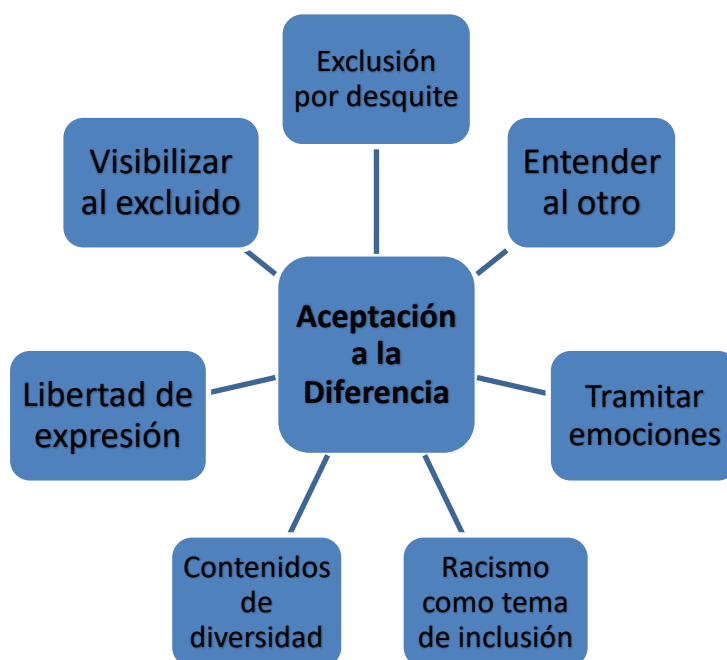 Exclusión
por desquite
Visibilizar
al excluido
Entender
al otro
Aceptación
a la
Diferencia
Libertad de
expresión
Tramitar
emociones
Contenidos
de
diversidad
Racismo
como tema
de inclusión